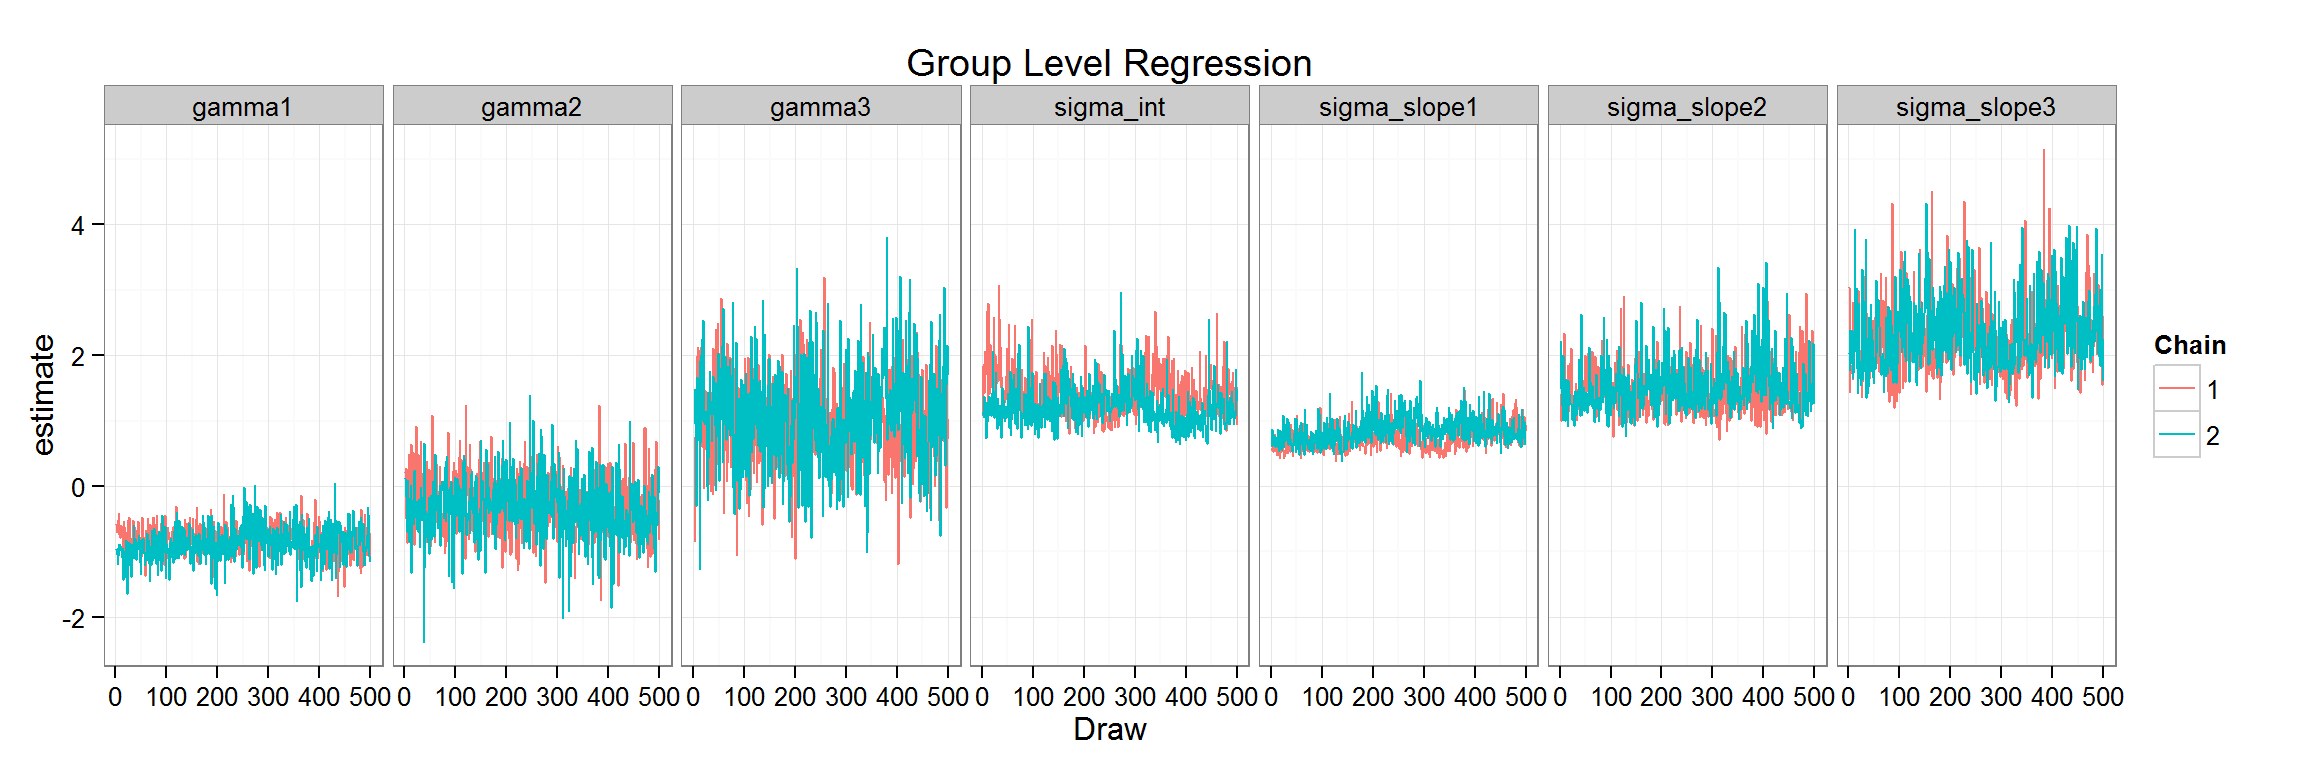 Group Level Regression
gamma1 gamma2 gamma3 sigma_int sigma_slope1 sigma_slope2 sigma_slope3
4
2
0
-2
estimate
0 100 200 300 400 500 0 100 200 300 400 500 0 100 200 300 400 500 0 100 200 300 400 500 0 100 200 300 400 500 0 100 200 300 400 500 0 100 200 300 400 500
Draw
Chain
1
2